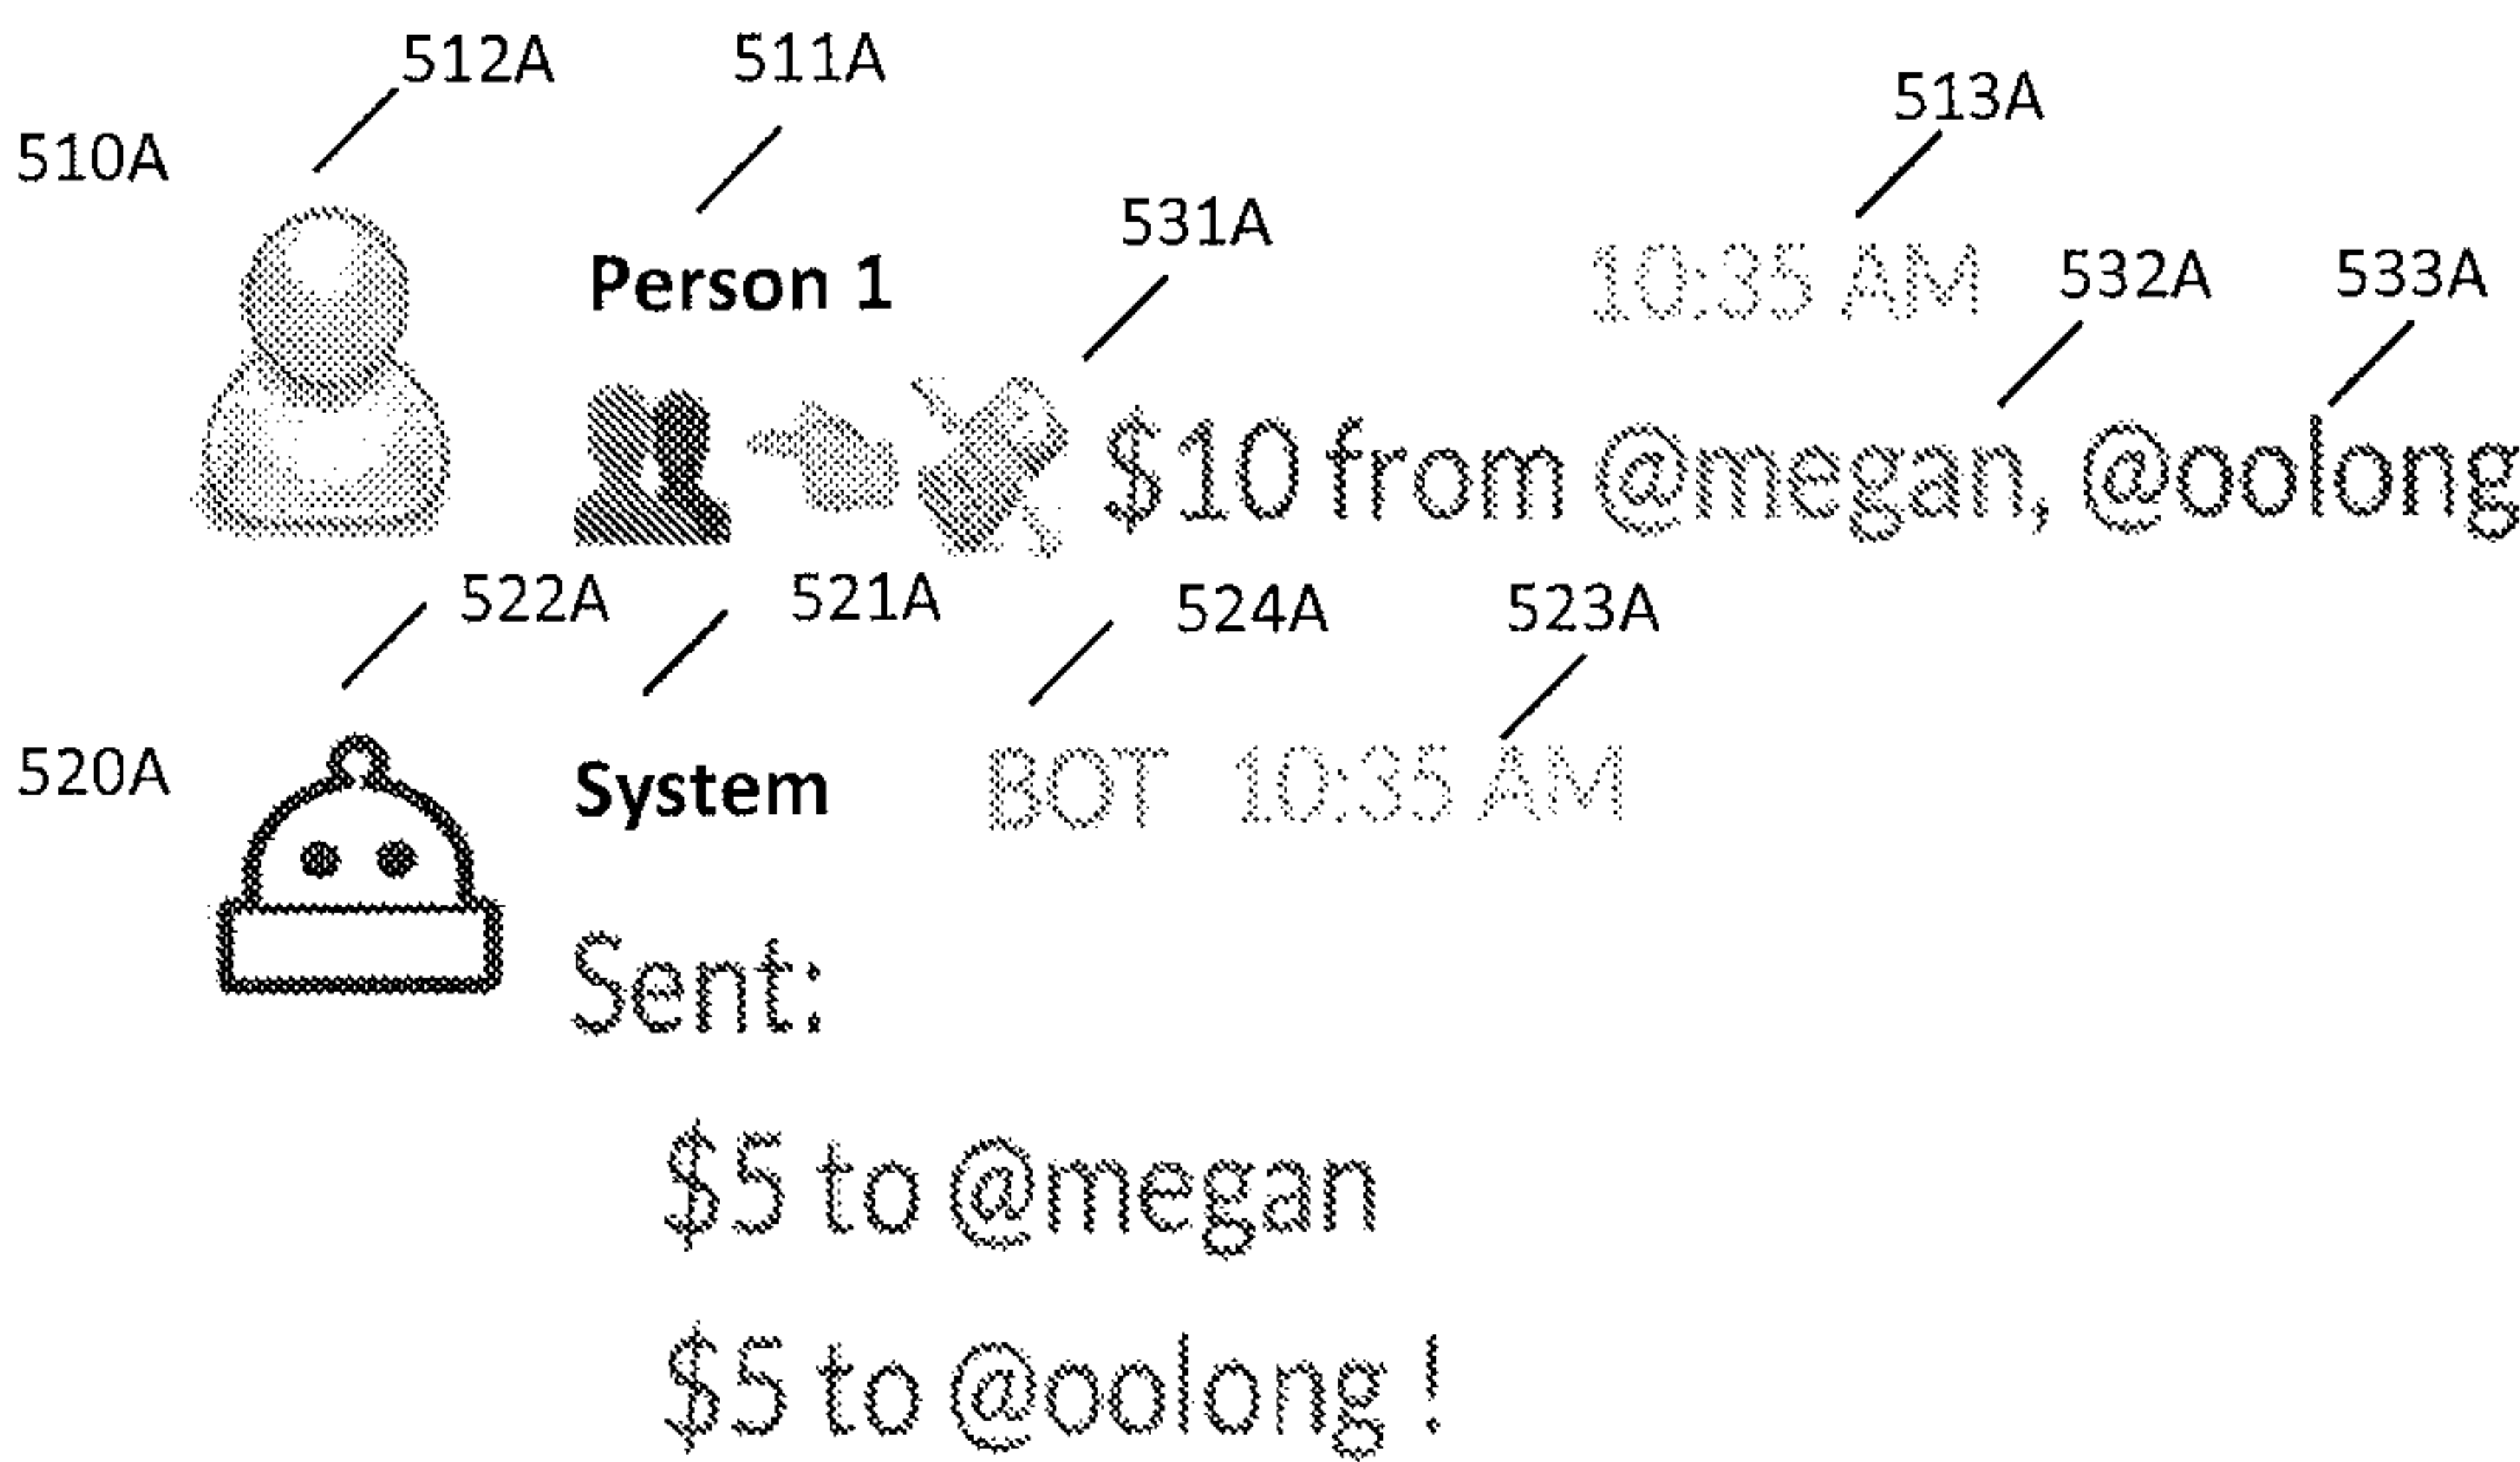 512A 511A 513A
510A
531A
Person 1 10:35 AM 532A 533A
$10 from @megan, @oolong
522A 521A 524A 523A
520A System BOT 10:35 AM
Sent:
$5 to @megan
$5 to @oolong !